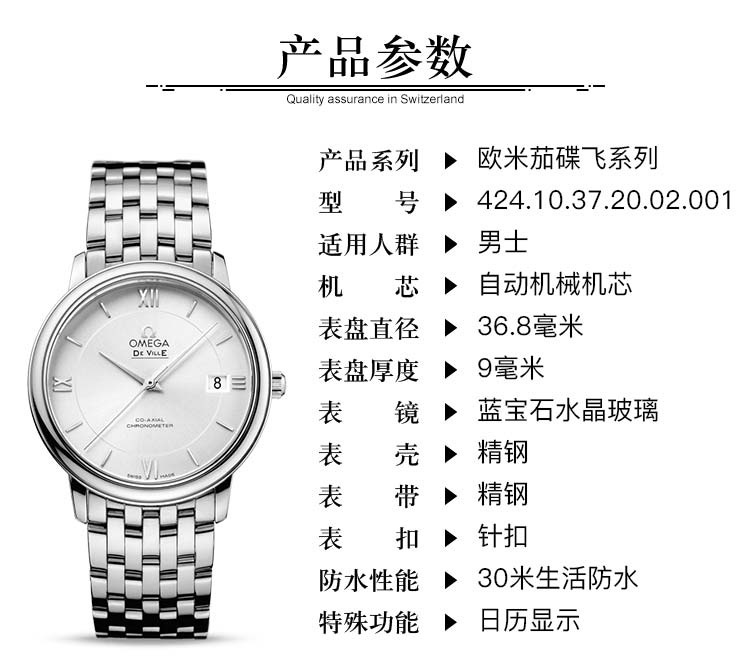 产品参数
Quality assurance in Switzerland
产品系列 ▶ 欧米茄碟飞系列
型号 ▶ 424.10.37.20.02.001
适用人群 ▶ 男士
机芯 ▶ 自动机械机芯
表盘直径 ▶ 36.8毫米
表盘厚度 ▶ 9毫米
表镜 ▶ 蓝宝石水晶玻璃
表壳 ▶ 精钢
表带 ▶ 精钢
表扣 ▶ 针扣
防水性能 ▶ 30米生活防水
特殊功能 ▶ 日历显示
XII
OMEGA
DE VILLE
8
CO-AXIAL
CHRONOMETER
SWISS MADE